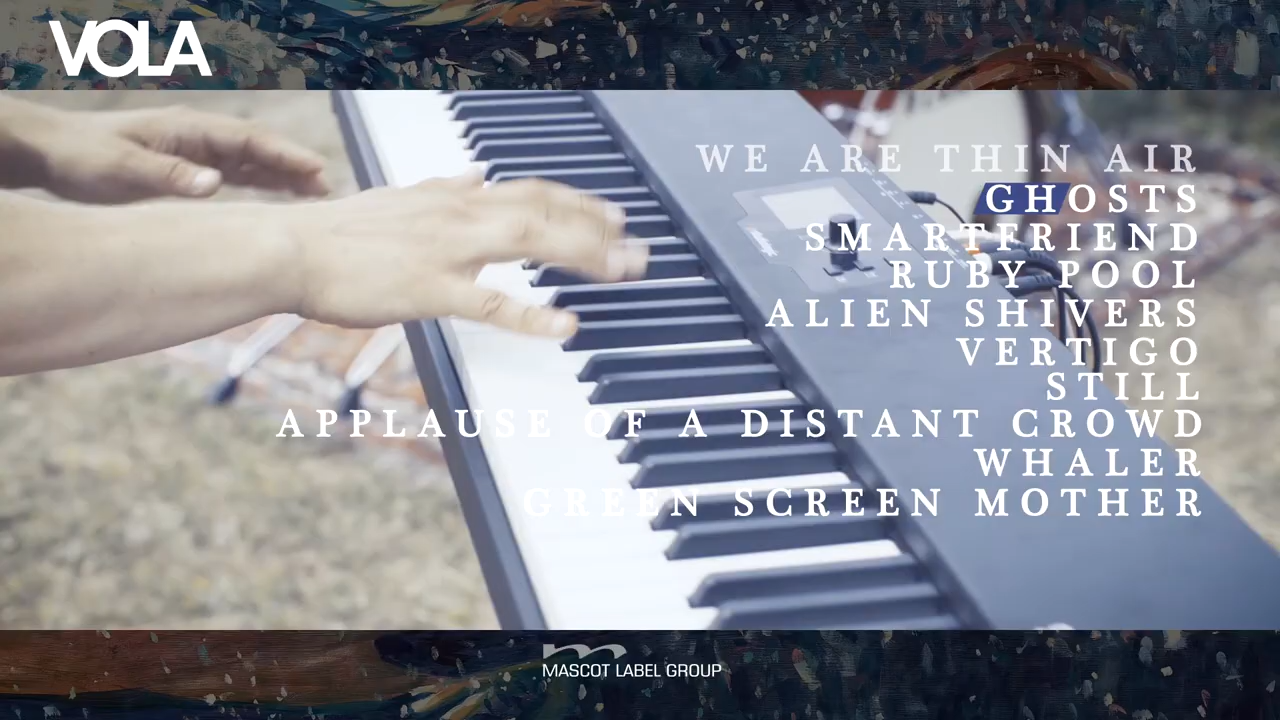 VOLA
WE ARE THIN AIR
GHOSTS
SMARTFRIEND
RUBY POOL
ALIEN SHIVERS
VERTIGO
STILL
APPLAUSE OF A DISTANT CROWD
WHALER
GREEN SCREEN MOTHER
m
MASCOT LABEL GROUP